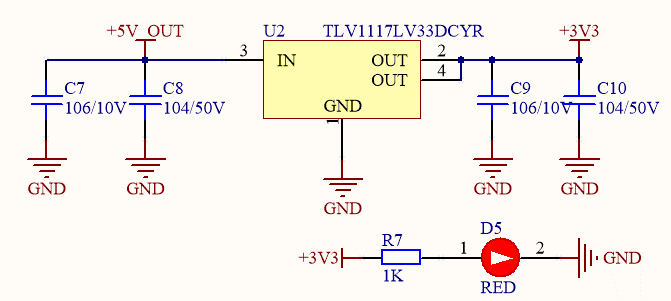 +5V_OUT
U2 TLV1117LV33DCYR
+3V3
3 IN OUT 2
OUT 4
C7 C8 C9 C10
106/10V 104/50V GND 106/10V 104/50V
1
GND GND GND GND
GND
D5
R7 1 2
+3V3 GND
1K RED